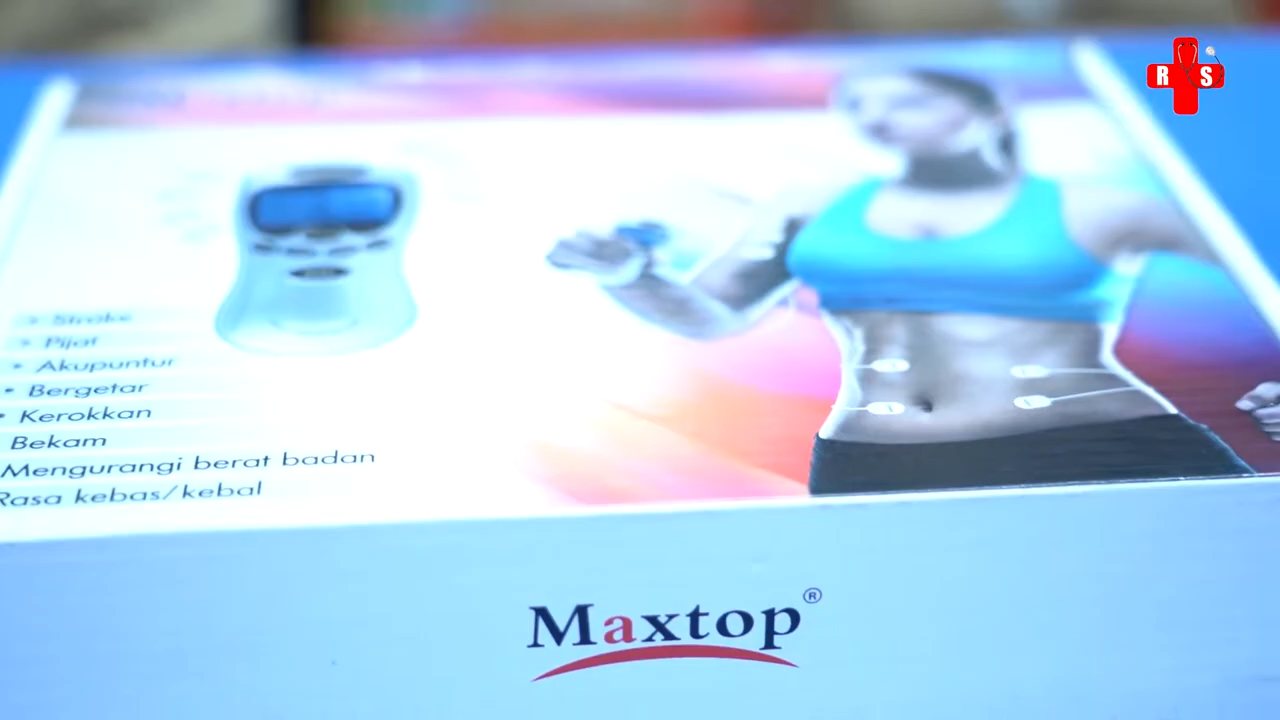 R S
• Stroke
• Pijat
• Akupuntur
• Bergetar
• Kerokkan
Bekam
Mengurangi berat badan
Rasa kebas/kebal
Maxtop®